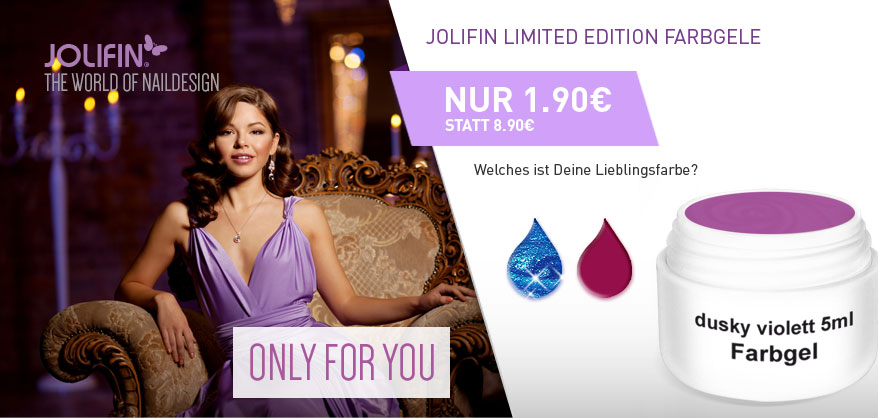 JOLIFIN®
THE WORLD OF NAILDESIGN
ONLY FOR YOU
JOLIFIN LIMITED EDITION FARBGELE
NUR 1.90€
STATT 8.90€
Welches ist Deine Lieblingsfarbe?
dusky violett 5ml
Farbgel